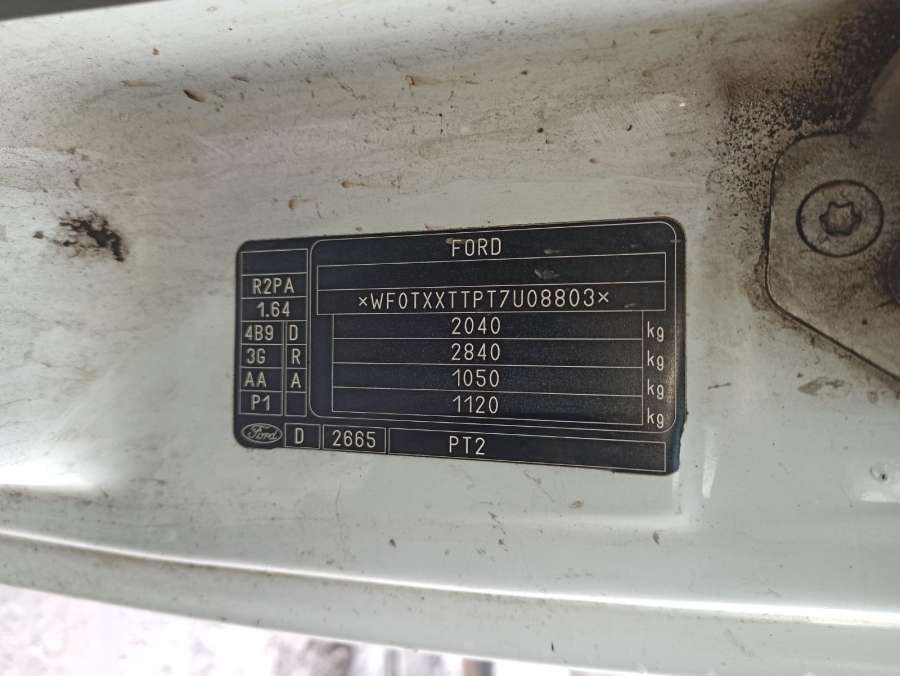 FORD
R2PA
1.64
4B9 D
3G R
AA A
P1
*WF0TXXTTPT7U08803*
2040 kg
2840 kg
1050 kg
1120 kg
Ford D 2665 PT2